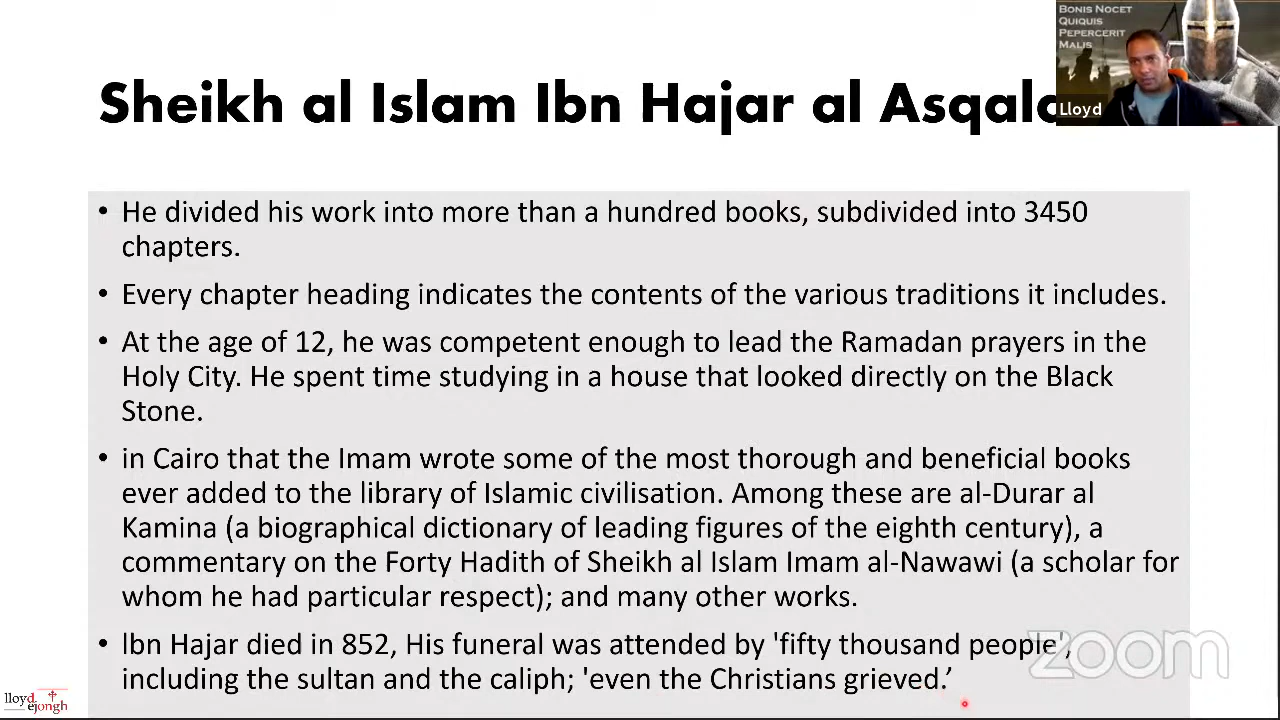 Bonis Nocet
Quiquis
Pepercerit
Malis
Lloyd
Sheikh al Islam Ibn Hajar al Asqala
• He divided his work into more than a hundred books, subdivided into 3450
chapters.
• Every chapter heading indicates the contents of the various traditions it includes.
• At the age of 12, he was competent enough to lead the Ramadan prayers in the
Holy City. He spent time studying in a house that looked directly on the Black
Stone.
• in Cairo that the Imam wrote some of the most thorough and beneficial books
ever added to the library of Islamic civilisation. Among these are al-Durar al
Kamina (a biographical dictionary of leading figures of the eighth century), a
commentary on the Forty Hadith of Sheikh al Islam Imam al-Nawawi (a scholar for
whom he had particular respect); and many other works.
• Ibn Hajar died in 852, His funeral was attended by 'fifty thousand people',
including the sultan and the caliph; 'even the Christians grieved.’
zoom
lloyd
ejongh